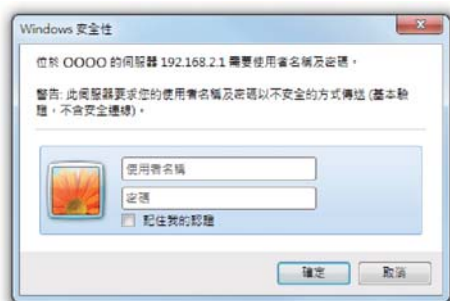 Windows 安全性
位於 OOOO 的伺服器 192.168.2.1 需要使用者名稱及密碼。
警告: 此伺服器要求您的使用者名稱及密碼以不安全的方式傳送 (基本驗
證，不含安全連線)。
使用者名稱
密碼
記住我的認證
確定
取消